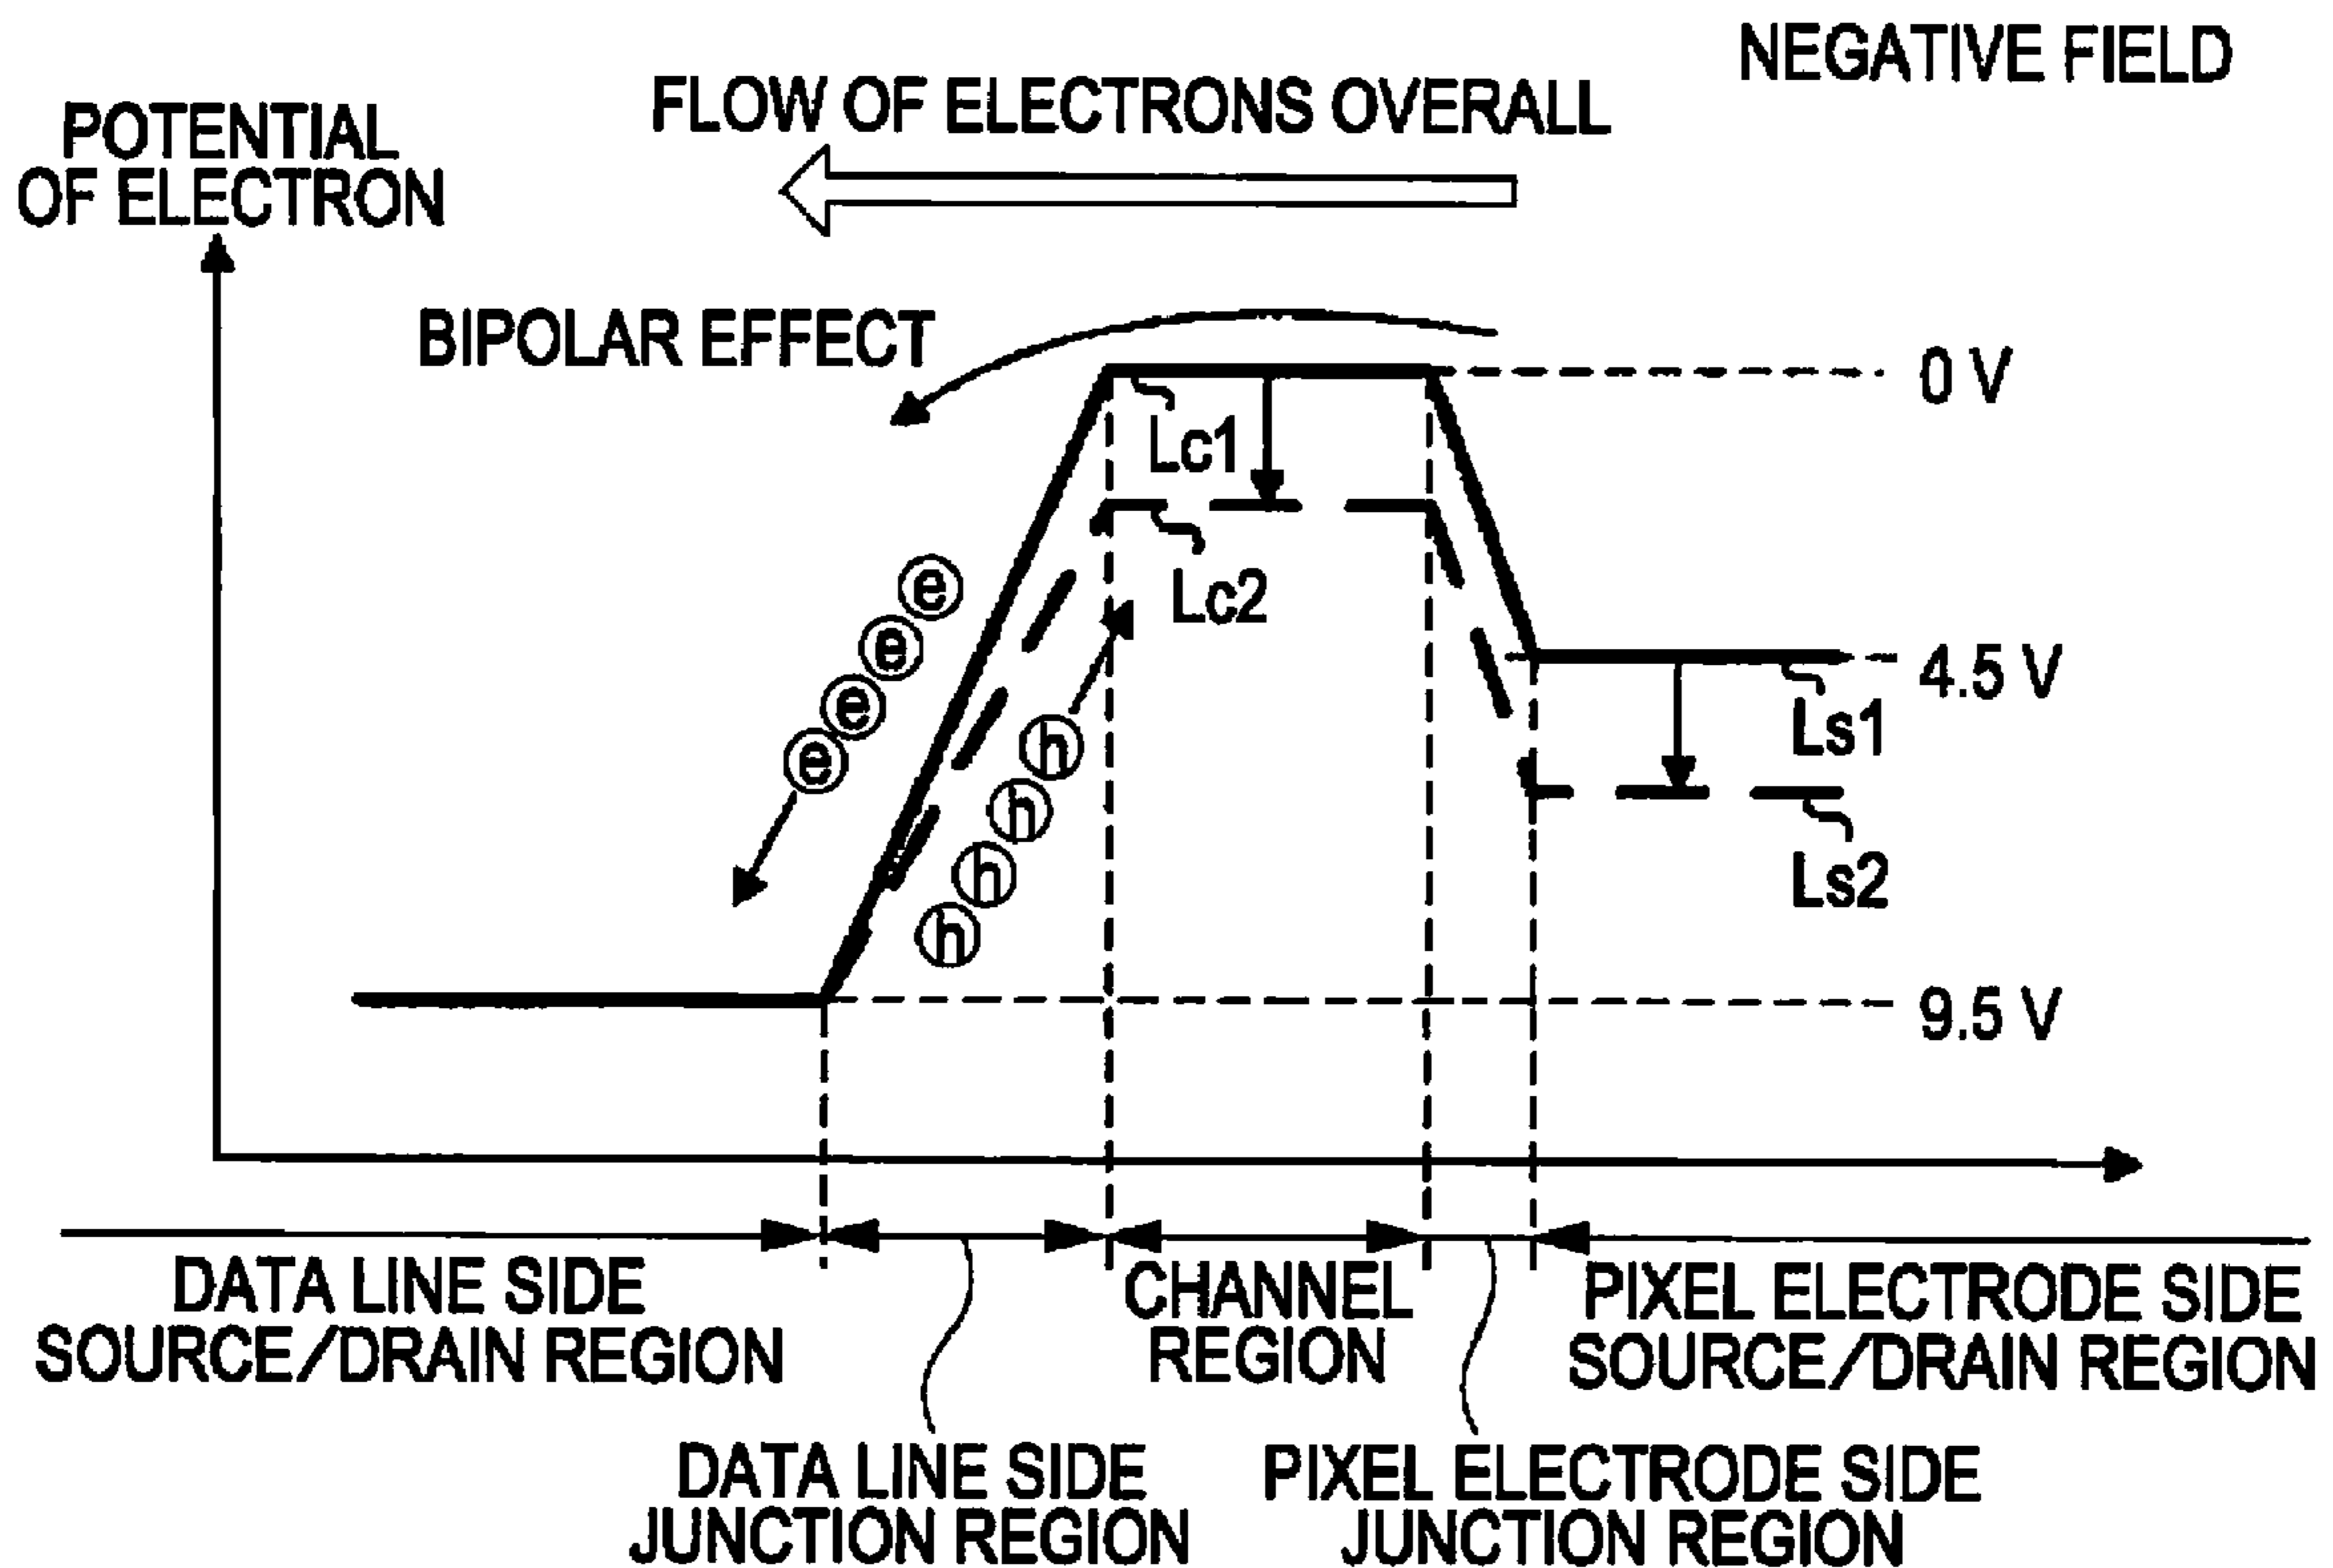 NEGATIVE FIELD
FLOW OF ELECTRONS OVERALL
POTENTIAL
OF ELECTRON
BIPOLAR EFFECT
0 V
Lc1
Lc2
e
e
e
e
4.5 V
Ls1
h
h
h
h
Ls2
9.5 V
DATA LINE SIDE
SOURCE/DRAIN REGION
CHANNEL
REGION
PIXEL ELECTRODE SIDE
SOURCE/DRAIN REGION
DATA LINE SIDE
JUNCTION REGION
PIXEL ELECTRODE SIDE
JUNCTION REGION